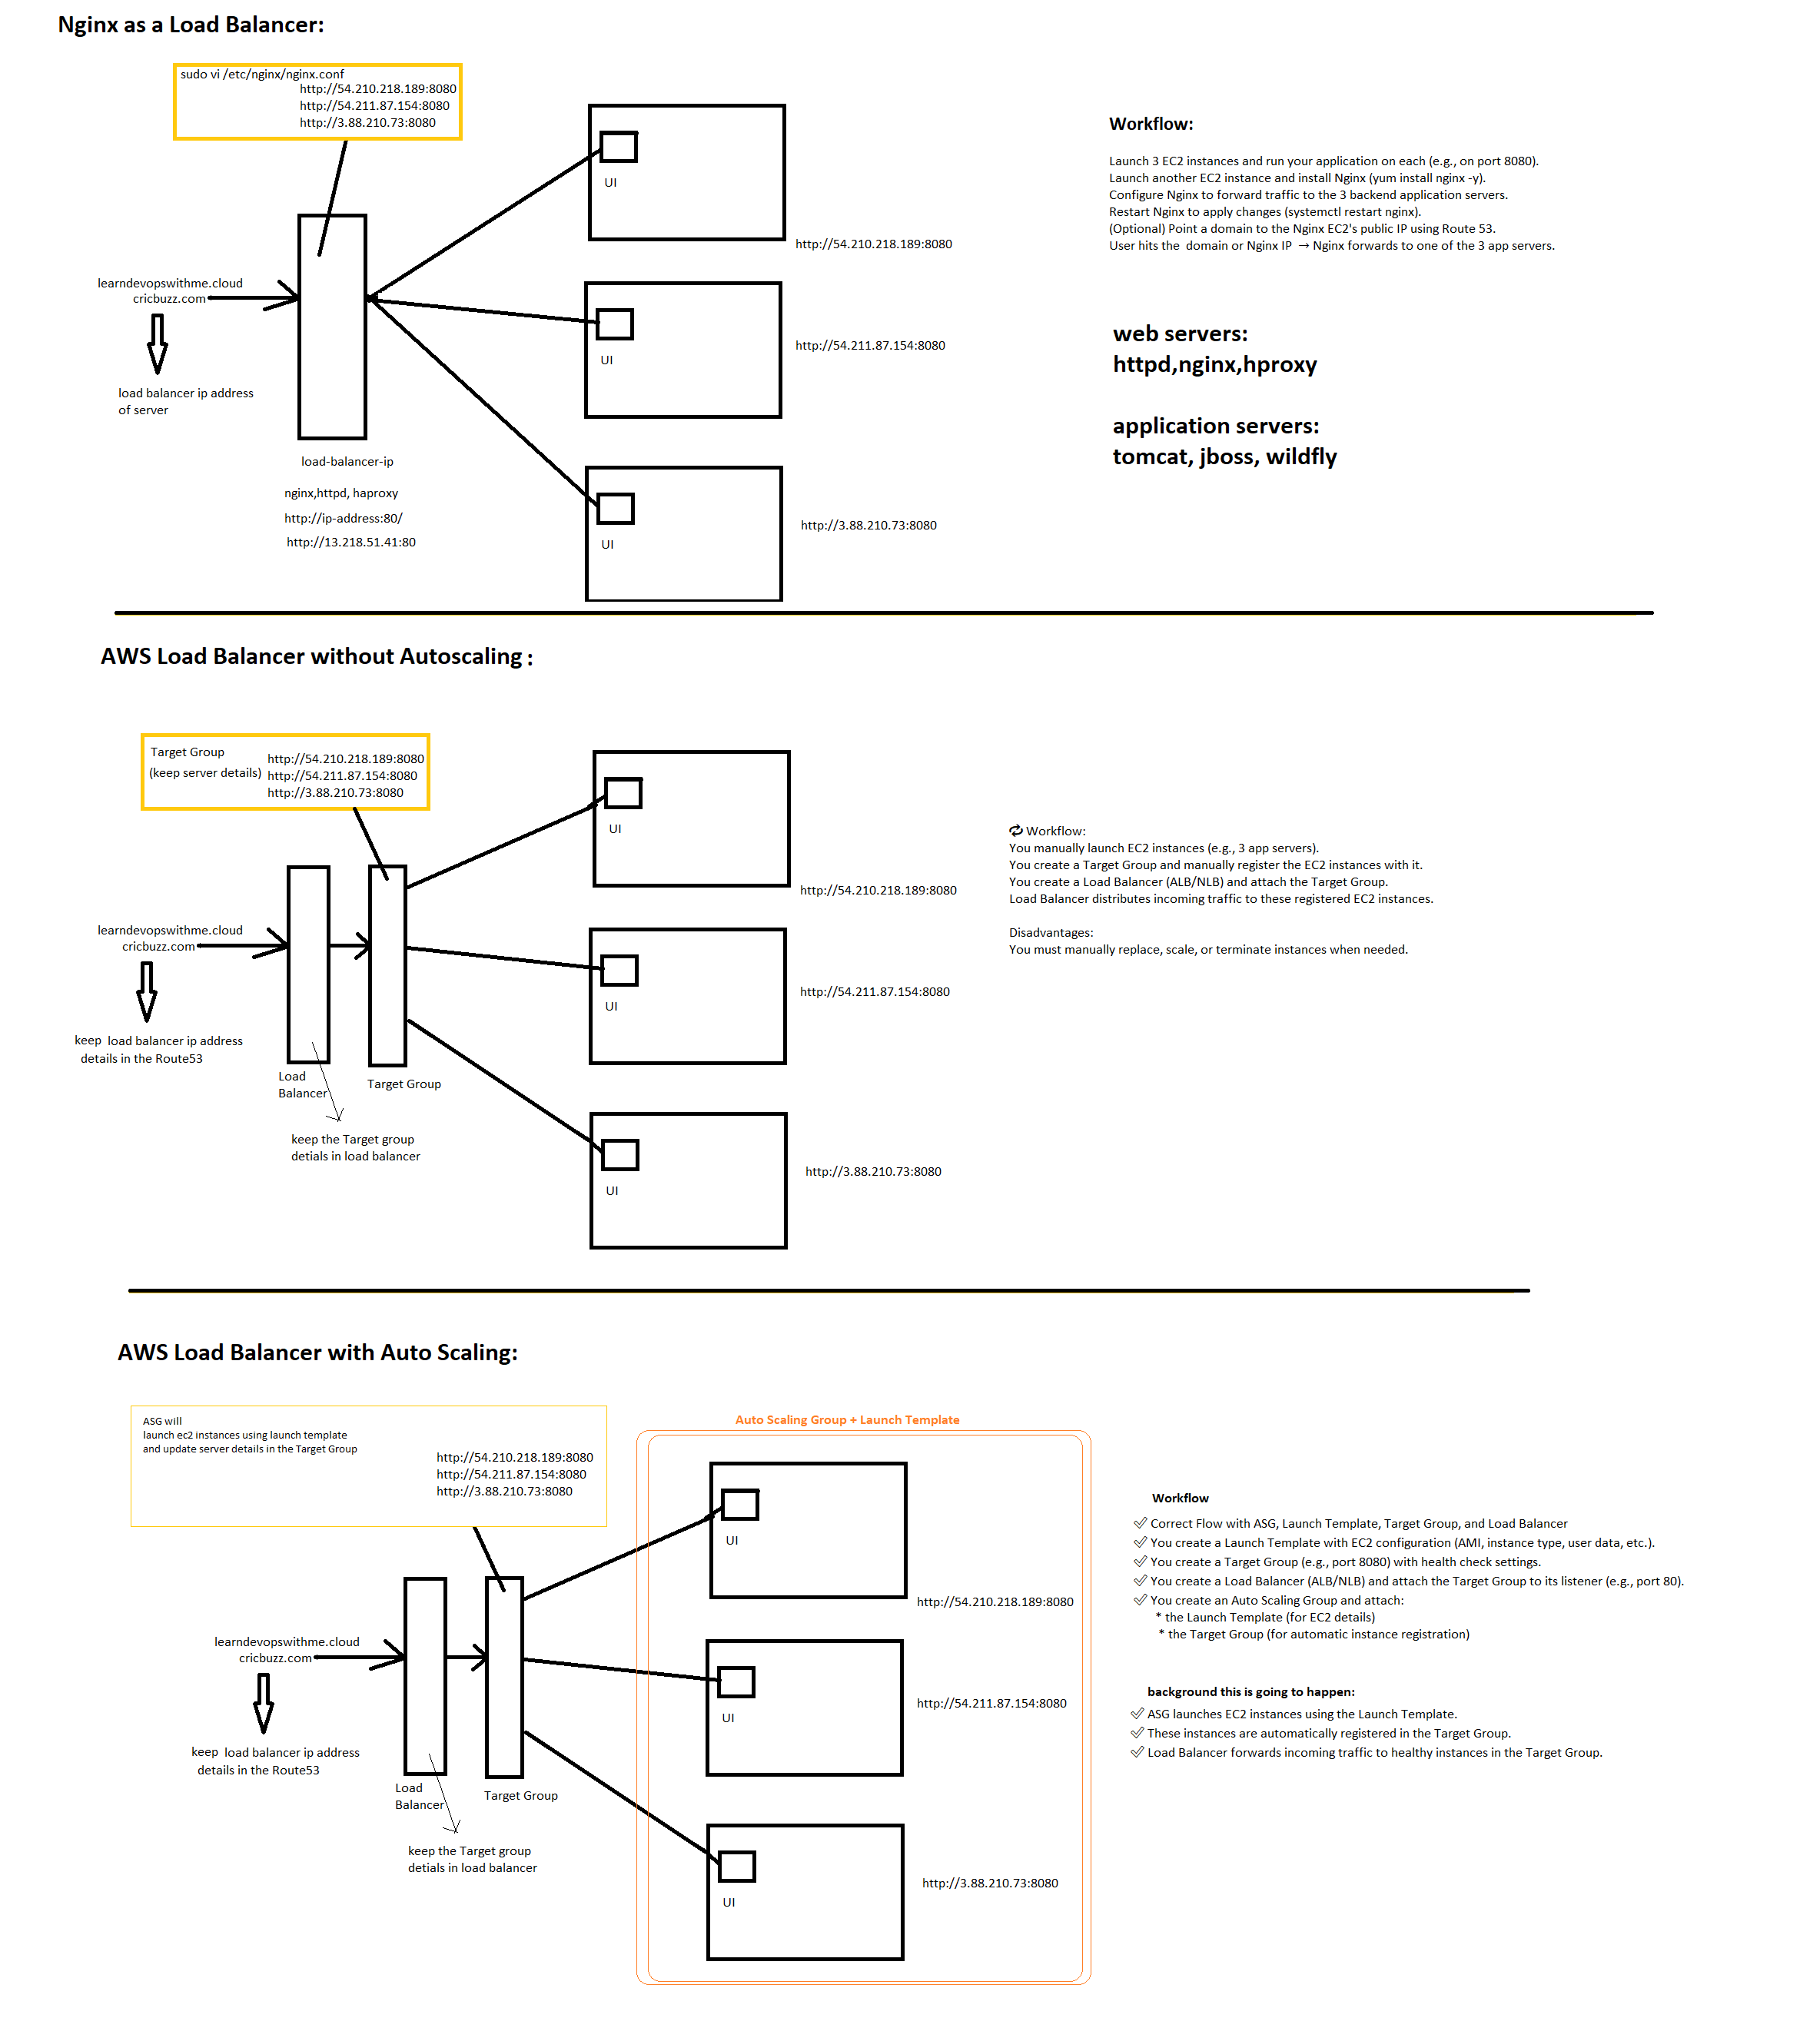 Nginx as a Load Balancer:
sudo vi /etc/nginx/nginx.conf
http://54.210.218.189:8080
http://54.211.87.154:8080
http://3.88.210.73:8080
UI
http://54.210.218.189:8080
learndevopswithme.cloud
cricbuzz.com
load balancer ip address
of server
UI
http://54.211.87.154:8080
load-balancer-ip
nginx,httpd, haproxy
http://ip-address:80/
http://13.218.51.41:80
UI
http://3.88.210.73:8080
Workflow:
Launch 3 EC2 instances and run your application on each (e.g., on port 8080).
Launch another EC2 instance and install Nginx (yum install nginx -y).
Configure Nginx to forward traffic to the 3 backend application servers.
Restart Nginx to apply changes (systemctl restart nginx).
(Optional) Point a domain to the Nginx EC2's public IP using Route 53.
User hits the domain or Nginx IP → Nginx forwards to one of the 3 app servers.
web servers:
httpd,nginx,hproxy
application servers:
tomcat, jboss, wildfly
AWS Load Balancer without Autoscaling :
Target Group
(keep server details)
http://54.210.218.189:8080
http://54.211.87.154:8080
http://3.88.210.73:8080
UI
http://54.210.218.189:8080
learndevopswithme.cloud
cricbuzz.com
keep load balancer ip address
details in the Route53
Load
Balancer
Target Group
keep the Target group
detials in load balancer
UI
http://54.211.87.154:8080
UI
http://3.88.210.73:8080
Workflow:
You manually launch EC2 instances (e.g., 3 app servers).
You create a Target Group and manually register the EC2 instances with it.
You create a Load Balancer (ALB/NLB) and attach the Target Group.
Load Balancer distributes incoming traffic to these registered EC2 instances.
Disadvantages:
You must manually replace, scale, or terminate instances when needed.
AWS Load Balancer with Auto Scaling:
ASG will
launch ec2 instances using launch template
and update server details in the Target Group
http://54.210.218.189:8080
http://54.211.87.154:8080
http://3.88.210.73:8080
Auto Scaling Group + Launch Template
UI
http://54.210.218.189:8080
learndevopswithme.cloud
cricbuzz.com
keep load balancer ip address
details in the Route53
Load
Balancer
Target Group
keep the Target group
detials in load balancer
UI
http://54.211.87.154:8080
UI
http://3.88.210.73:8080
Workflow
✅ Correct Flow with ASG, Launch Template, Target Group, and Load Balancer
✅ You create a Launch Template with EC2 configuration (AMI, instance type, user data, etc.).
✅ You create a Target Group (e.g., port 8080) with health check settings.
✅ You create a Load Balancer (ALB/NLB) and attach the Target Group to its listener (e.g., port 80).
✅ You create an Auto Scaling Group and attach:
* the Launch Template (for EC2 details)
* the Target Group (for automatic instance registration)
background this is going to happen:
✅ ASG launches EC2 instances using the Launch Template.
✅ These instances are automatically registered in the Target Group.
✅ Load Balancer forwards incoming traffic to healthy instances in the Target Group.